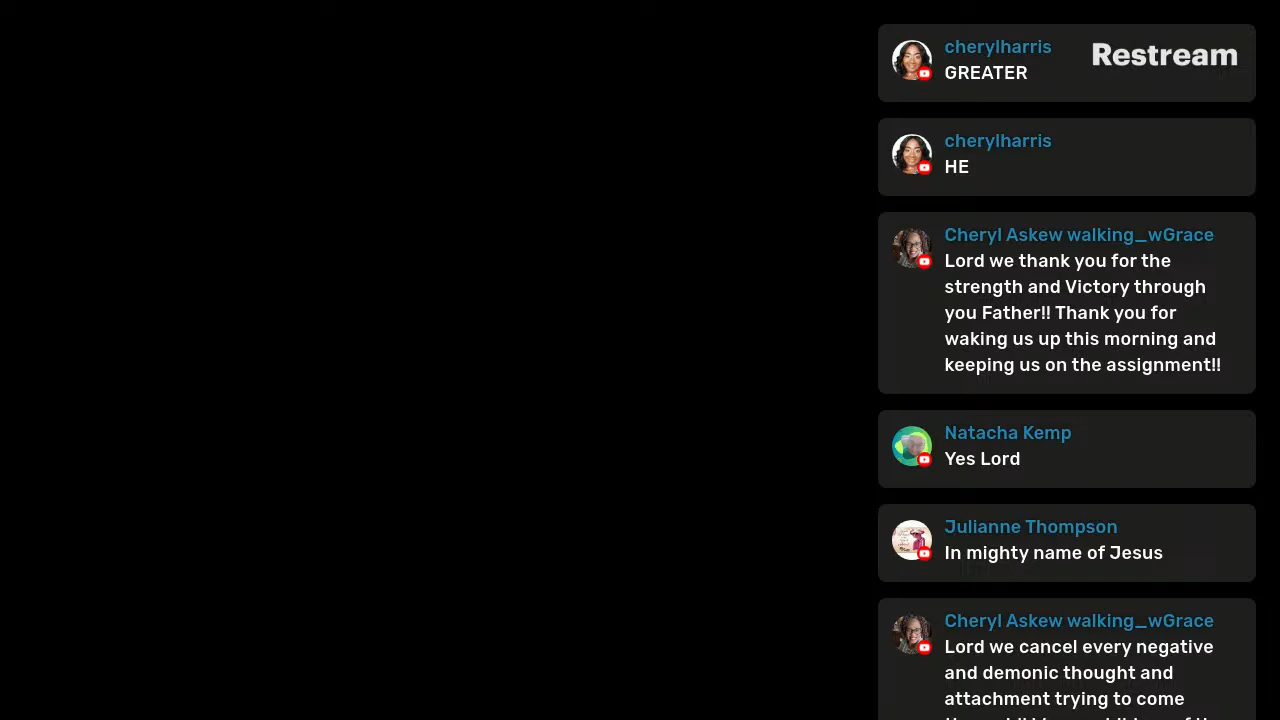 cherylharris
Restream
GREATER
cherylharris
HE
Cheryl Askew walking_wGrace
Lord we thank you for the
strength and Victory through
you Father!! Thank you for
waking us up this morning and
keeping us on the assignment!!
Natacha Kemp
Yes Lord
Julianne Thompson
In mighty name of Jesus
Cheryl Askew walking_wGrace
Lord we cancel every negative
and demonic thought and
attachment trying to come